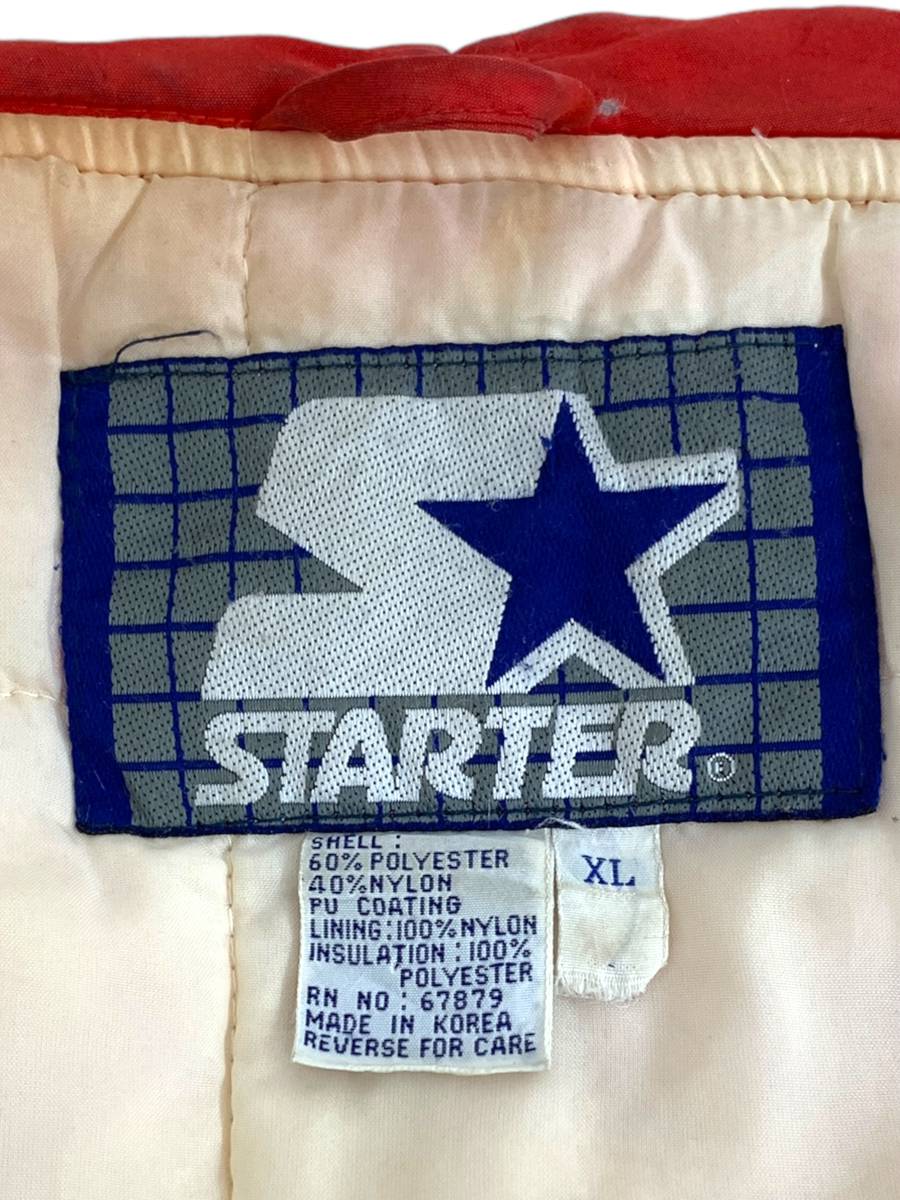 STARTER ®
SHELL :
60% POLYESTER
40% NYLON
PU COATING
LINING:100% NYLON
INSULATION : 100%
POLYESTER
RN NO : 67879
MADE IN KOREA
REVERSE FOR CARE
XL